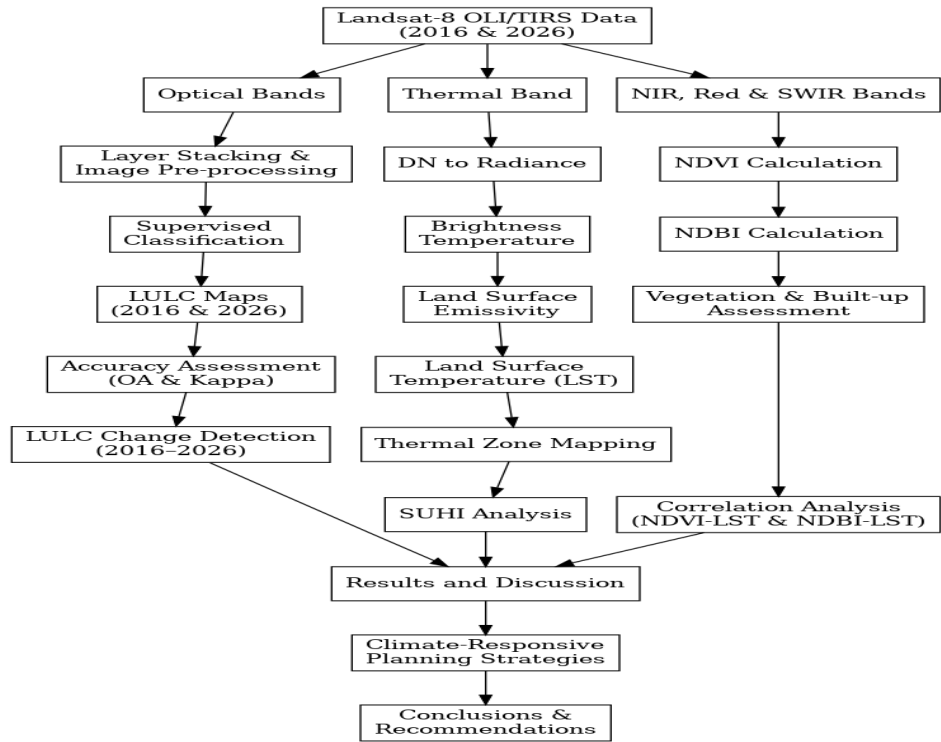 Landsat-8 OLI/TIRS Data
(2016 & 2026)
Optical Bands
Thermal Band
NIR, Red & SWIR Bands
Layer Stacking &
Image Pre-processing
DN to Radiance
NDVI Calculation
Supervised
Classification
Brightness
Temperature
NDBI Calculation
LULC Maps
(2016 & 2026)
Land Surface
Emissivity
Vegetation & Built-up
Assessment
Accuracy Assessment
(OA & Kappa)
Land Surface
Temperature (LST)
LULC Change Detection
(2016–2026)
Thermal Zone Mapping
SUHI Analysis
Correlation Analysis
(NDVI-LST & NDBI-LST)
Results and Discussion
Climate-Responsive
Planning Strategies
Conclusions &
Recommendations